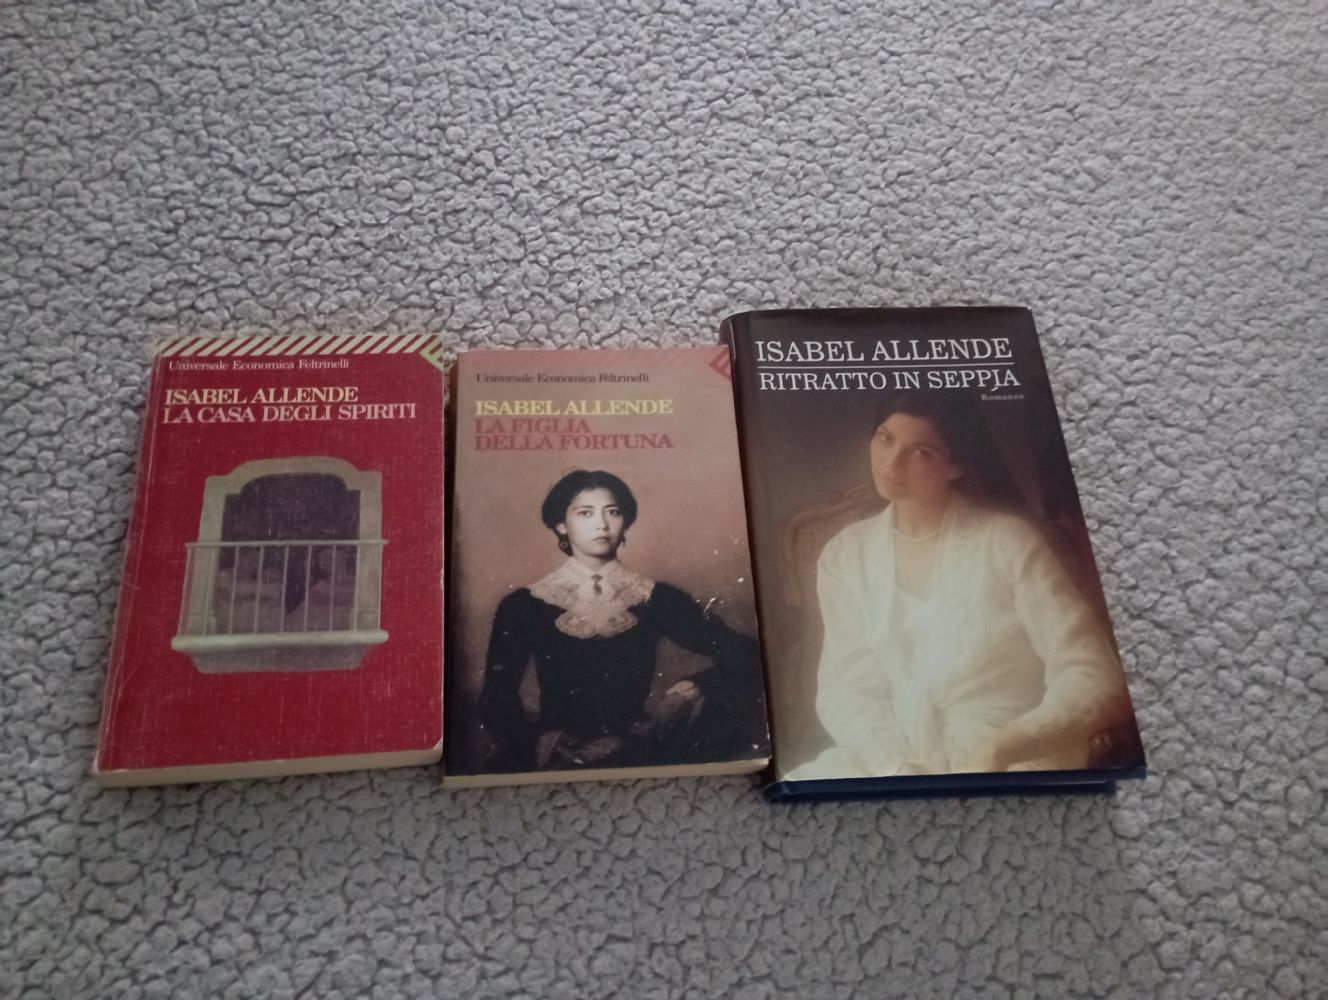 Universale Economica Feltrinelli
ISABEL ALLENDE
LA CASA DEGLI SPIRITI
Universale Economica Feltrinelli
ISABEL ALLENDE
LA FIGLIA
DELLA FORTUNA
ISABEL ALLENDE
RITRATTO IN SEPPIA
Romanzo